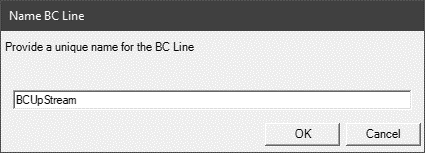 Name BC Line
Provide a unique name for the BC Line
BCUpStream
OK
Cancel